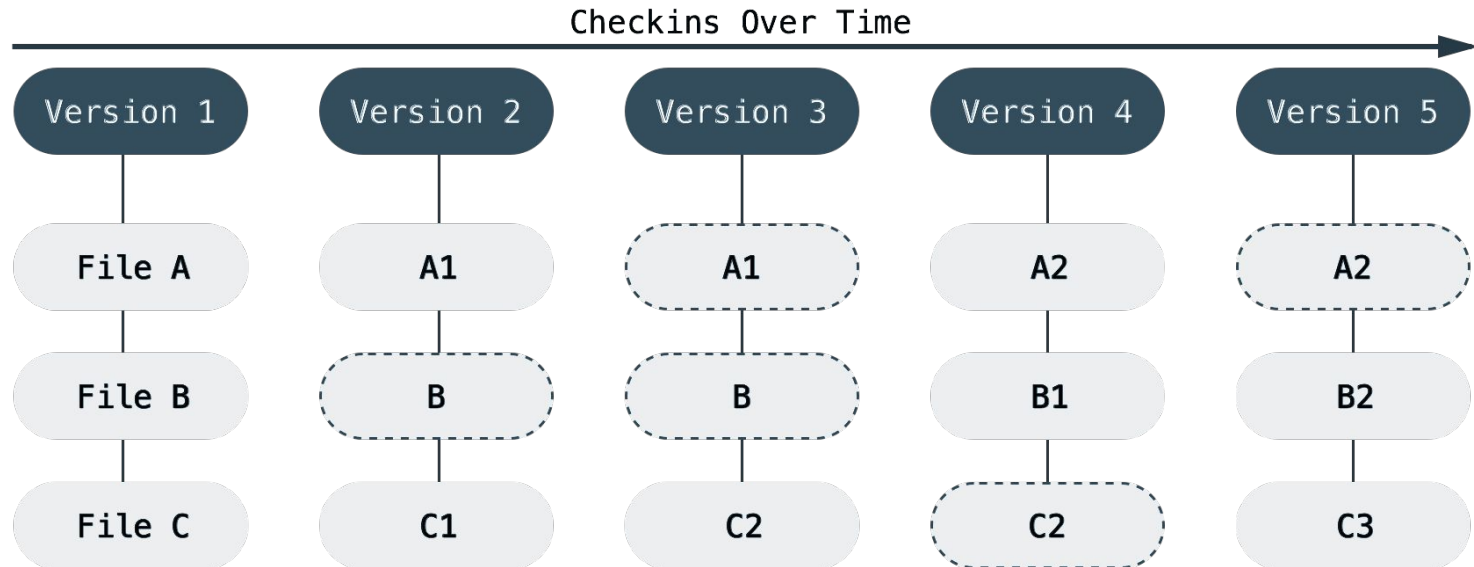 Checkins Over Time
Version 1 Version 2 Version 3 Version 4 Version 5
File A A1 A1 A2 A2
File B B B B1 B2
File C C1 C2 C2 C3